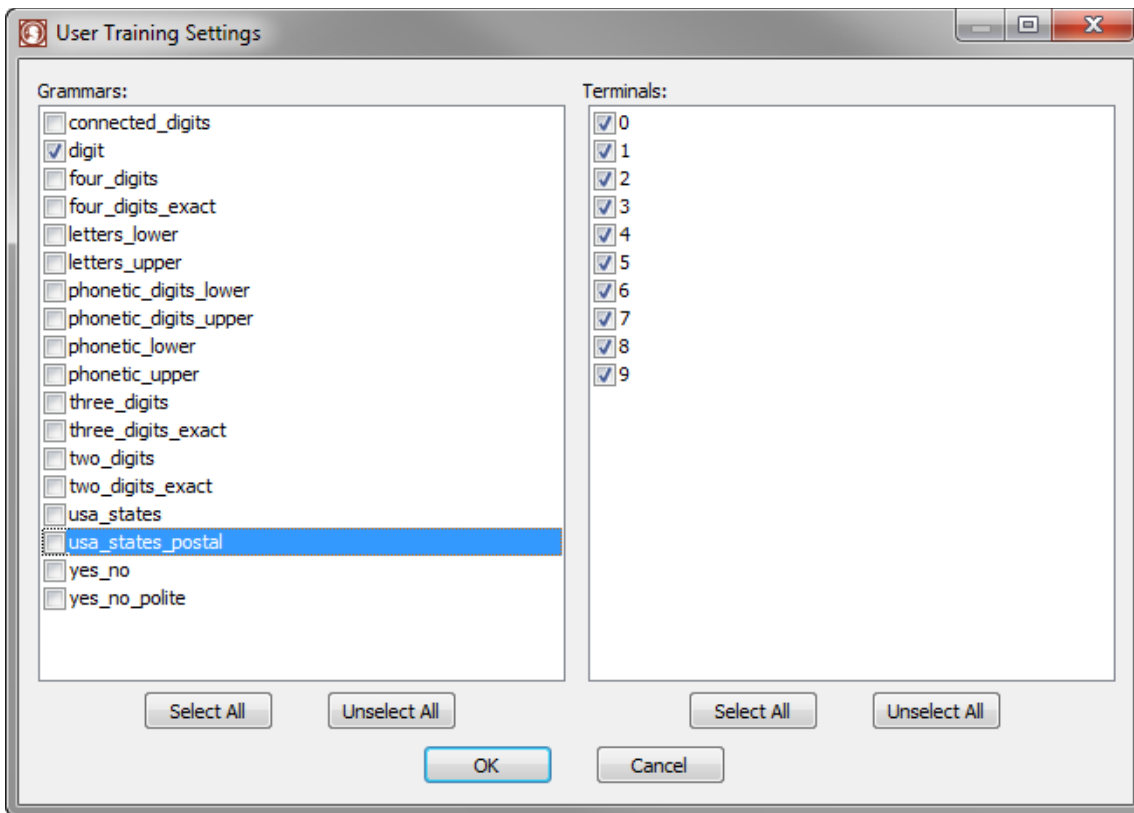 User Training Settings
Grammars:
connected_digits
digit
four_digits
four_digits_exact
letters_lower
letters_upper
phonetic_digits_lower
phonetic_digits_upper
phonetic_lower
phonetic_upper
three_digits
three_digits_exact
two_digits
two_digits_exact
usa_states
usa_states_postal
yes_no
yes_no_polite
Select All
Unselect All
Terminals:
0
1
2
3
4
5
6
7
8
9
Select All
Unselect All
OK
Cancel